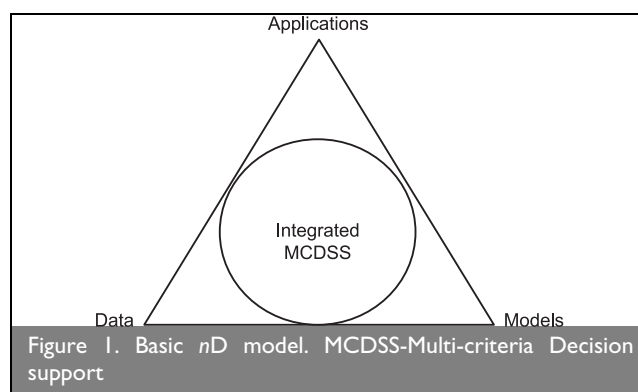 Applications
Integrated
MCDSS
Data
Models
Figure 1. Basic nD model. MCDSS-Multi-criteria Decision
support